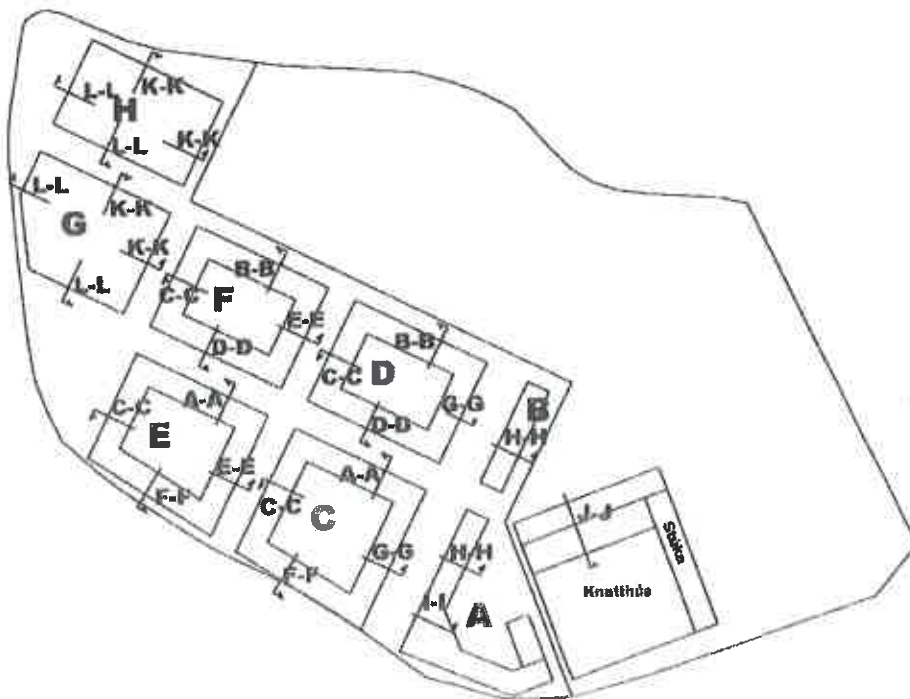 L-L
K-K
H
K-K
L-L
L-L
K-K
G
K-K
L-L
B-B
C-C
F
E-E
D-D
B-B
C-C
D
G-G
D-D
B
H-H
A-A
C-C
E
E-E
F-F
A-A
C-C
C
G-G
F-F
H-H
I-I
A
J-J
Stúka
Knatthús